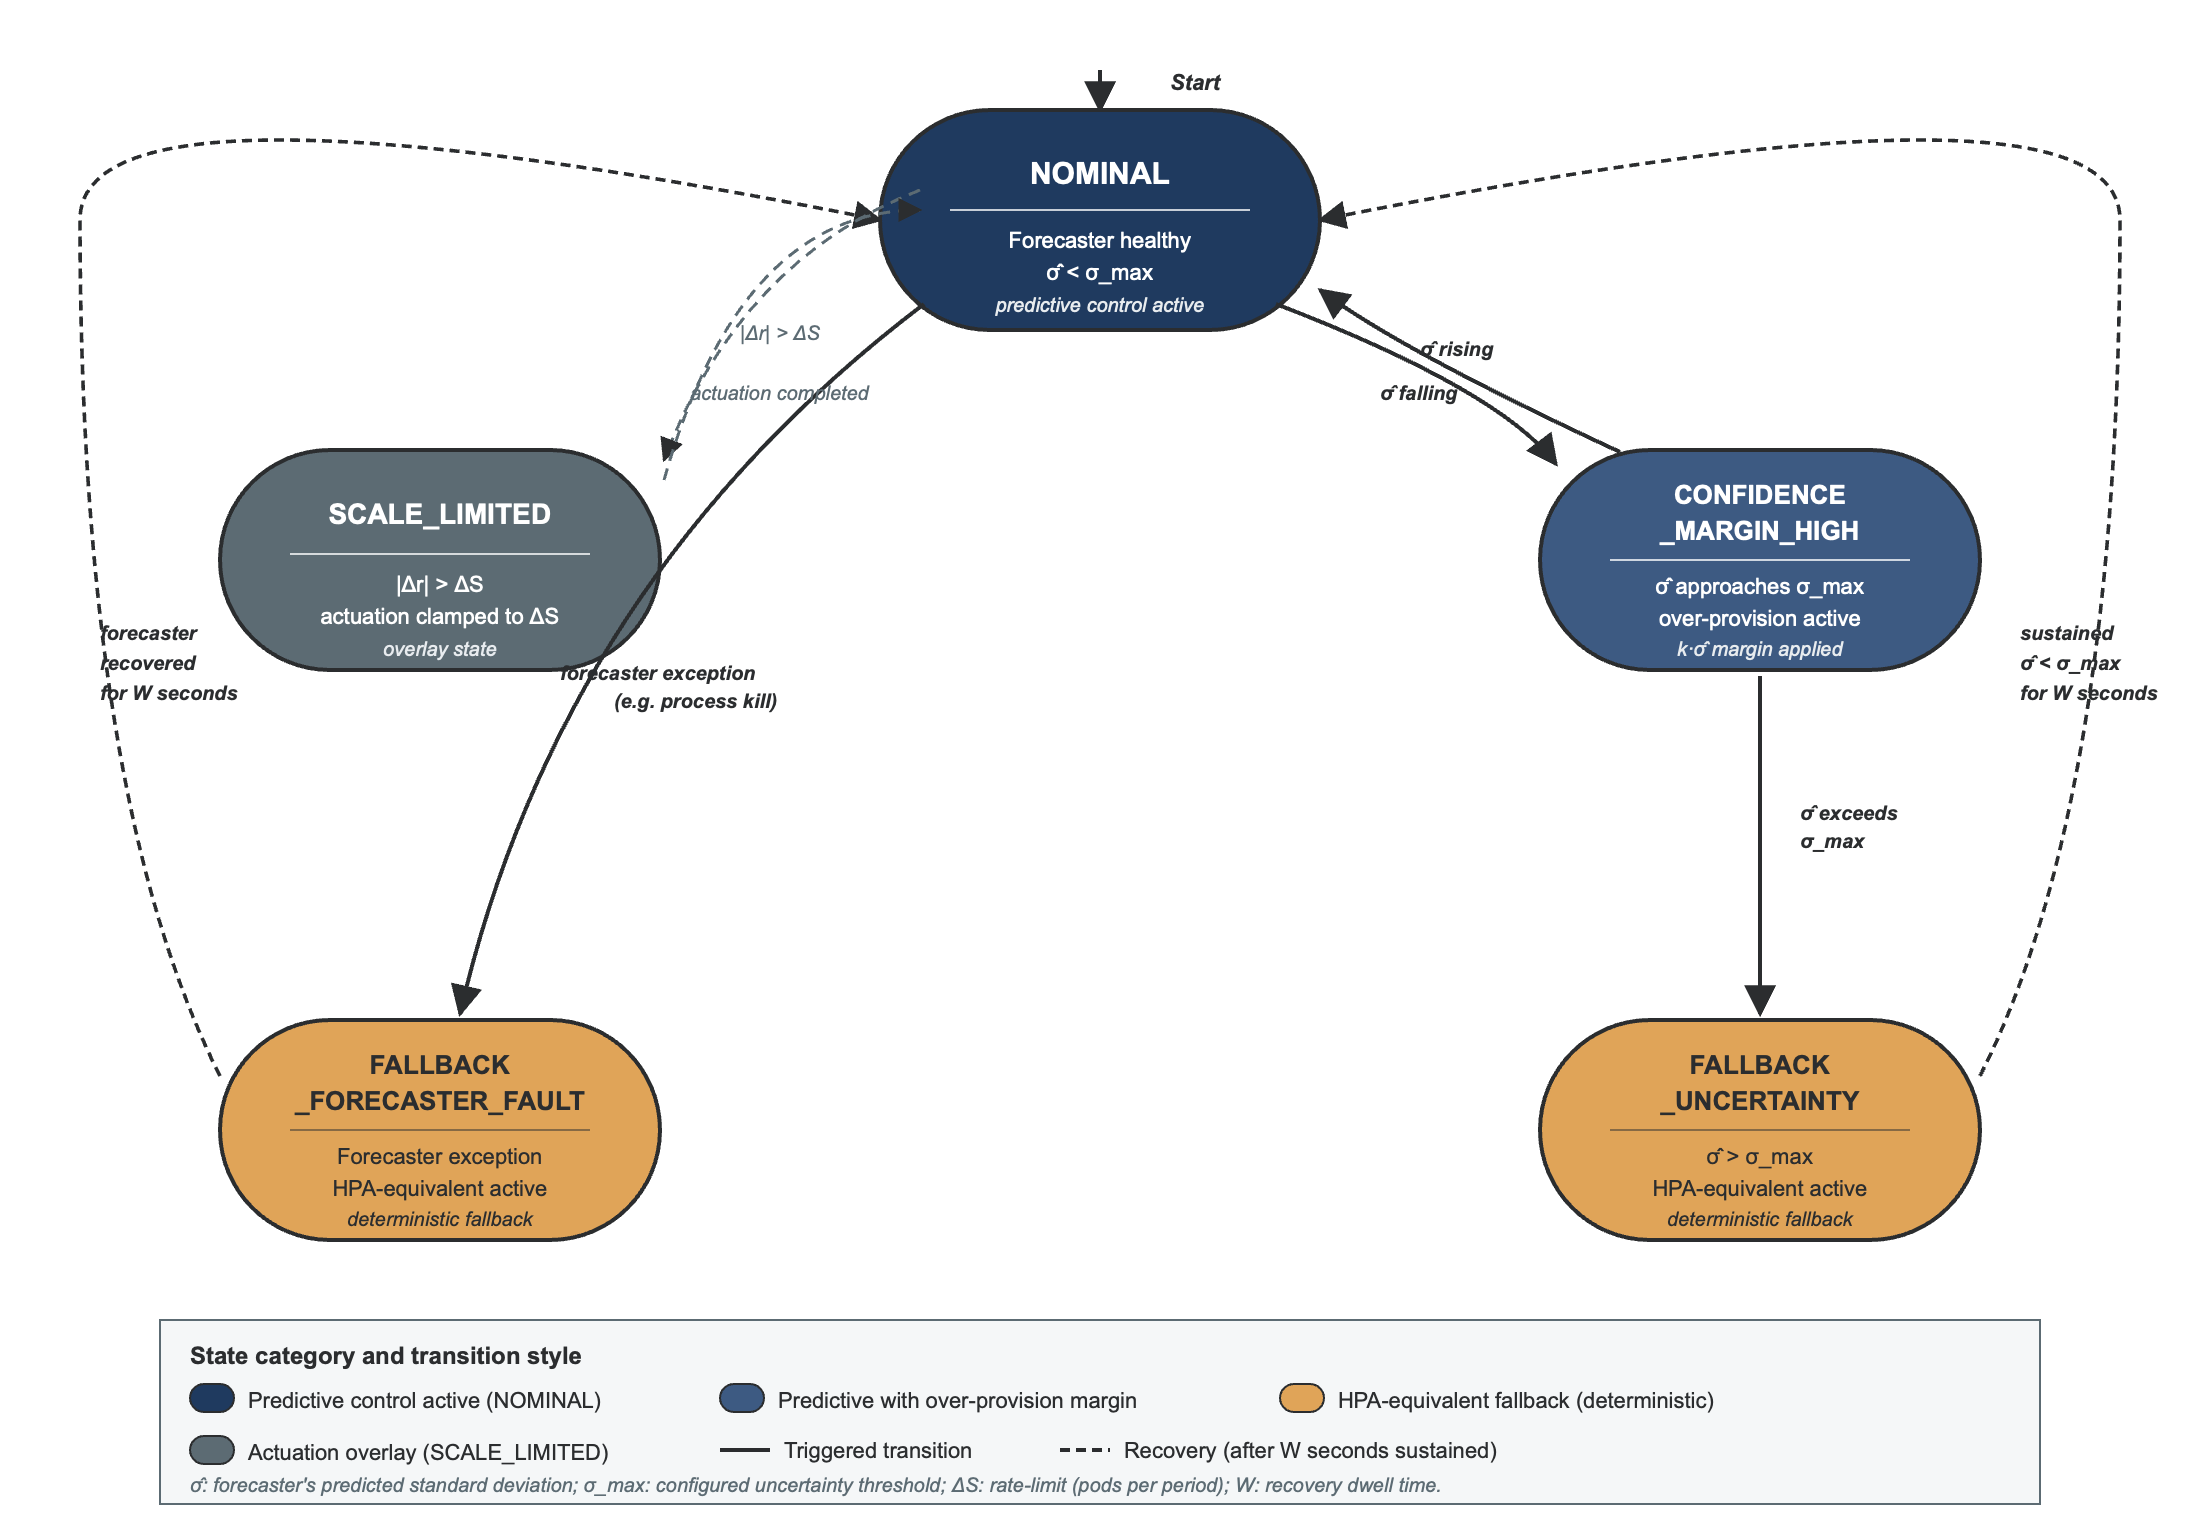 Start
NOMINAL
Forecaster healthy
σ̂ < σ_max
predictive control active
|Δr| > ΔS
actuation completed
σ̂ rising
σ̂ falling
SCALE_LIMITED
|Δr| > ΔS
actuation clamped to ΔS
overlay state
CONFIDENCE
_MARGIN_HIGH
σ̂ approaches σ_max
over-provision active
k·σ̂ margin applied
forecaster
recovered
for W seconds
forecaster exception
(e.g. process kill)
sustained
σ̂ < σ_max
for W seconds
σ̂ exceeds
σ_max
FALLBACK
_FORECASTER_FAULT
Forecaster exception
HPA-equivalent active
deterministic fallback
FALLBACK
_UNCERTAINTY
σ̂ > σ_max
HPA-equivalent active
deterministic fallback
State category and transition style
Predictive control active (NOMINAL)
Predictive with over-provision margin
HPA-equivalent fallback (deterministic)
Actuation overlay (SCALE_LIMITED)
Triggered transition
Recovery (after W seconds sustained)
σ̂: forecaster's predicted standard deviation; σ_max: configured uncertainty threshold; ΔS: rate-limit (pods per period); W: recovery dwell time.